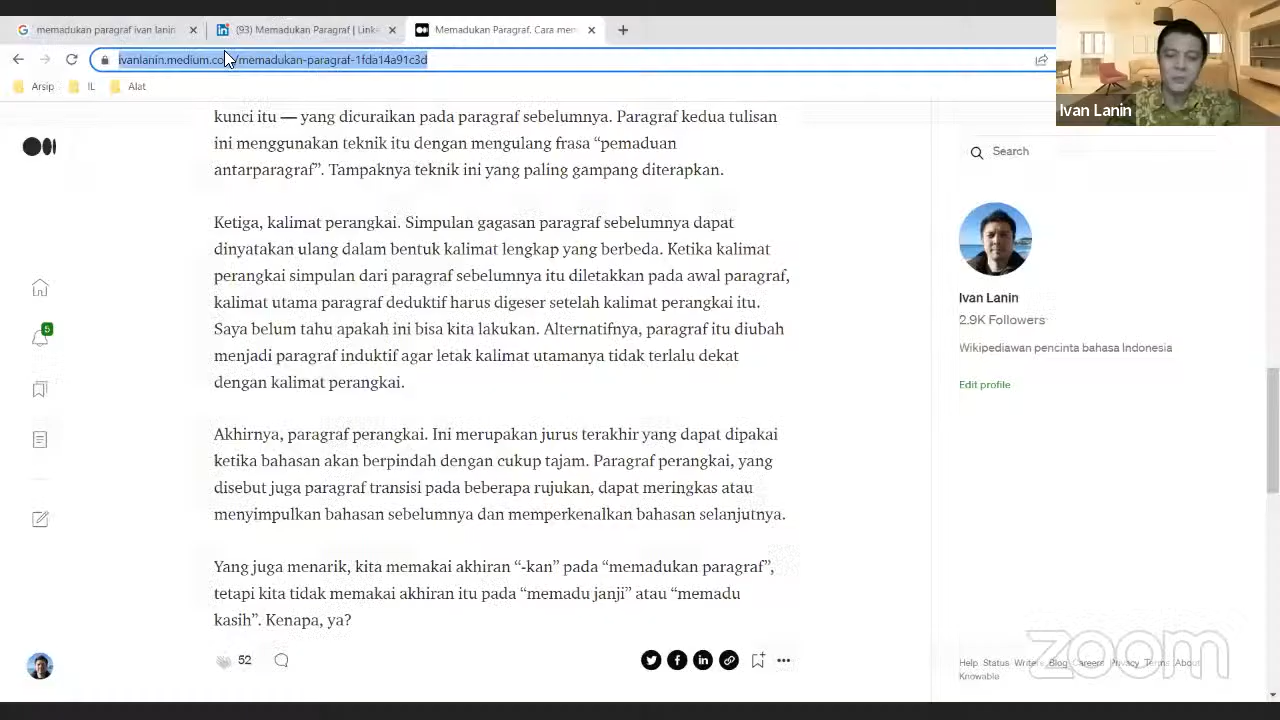 memadukan paragraf ivan lanin
(93) Memadukan Paragraf | Linke
Memadukan Paragraf. Cara mem
ivanlanin.medium.com/memadukan-paragraf-1fda14a91c3d
Arsip
IL
Alat
Ivan Lanin
kunci itu — yang dicuraikan pada paragraf sebelumnya. Paragraf kedua tulisan
ini menggunakan teknik itu dengan mengulang frasa “pemaduan
antarparagraf”. Tampaknya teknik ini yang paling gampang diterapkan.
Ketiga, kalimat perangkai. Simpulan gagasan paragraf sebelumnya dapat
dinyatakan ulang dalam bentuk kalimat lengkap yang berbeda. Ketika kalimat
perangkai simpulan dari paragraf sebelumnya itu diletakkan pada awal paragraf,
kalimat utama paragraf deduktif harus digeser setelah kalimat perangkai itu.
Saya belum tahu apakah ini bisa kita lakukan. Alternatifnya, paragraf itu diubah
menjadi paragraf induktif agar letak kalimat utamanya tidak terlalu dekat
dengan kalimat perangkai.
Akhirnya, paragraf perangkai. Ini merupakan jurus terakhir yang dapat dipakai
ketika bahasan akan berpindah dengan cukup tajam. Paragraf perangkai, yang
disebut juga paragraf transisi pada beberapa rujukan, dapat meringkas atau
menyimpulkan bahasan sebelumnya dan memperkenalkan bahasan selanjutnya.
Yang juga menarik, kita memakai akhiran “-kan” pada “memadukan paragraf”,
tetapi kita tidak memakai akhiran itu pada “memadu janji” atau “memadu
kasih”. Kenapa, ya?
52
5
Search
Ivan Lanin
2.9K Followers
Wikipediawan pencinta bahasa Indonesia
Edit profile
Help Status Writers Blog Careers Privacy Terms About
Knowable
zoom